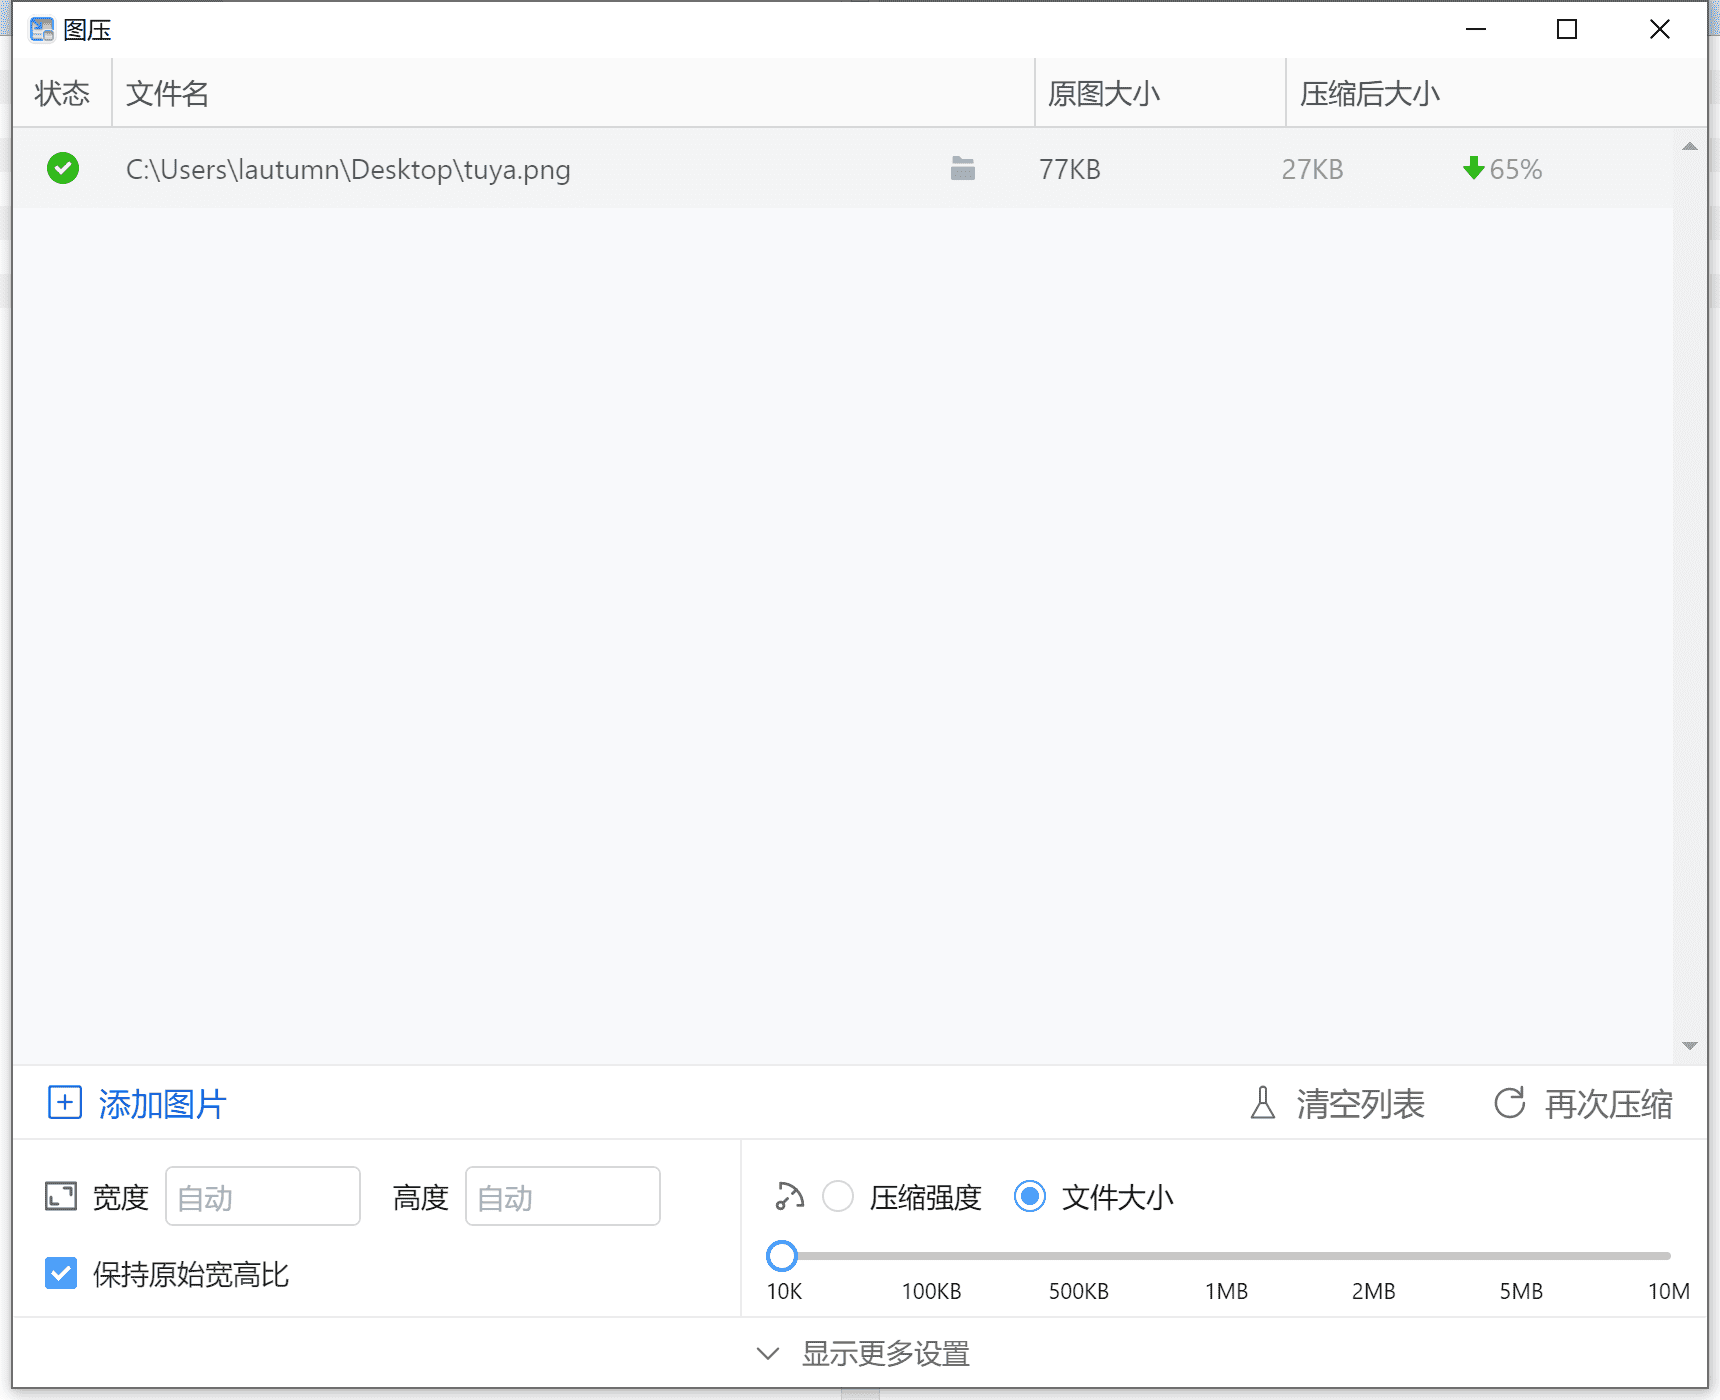 图压
状态 文件名 原图大小 压缩后大小
C:\Users\lautumn\Desktop\tuya.png 77KB 27KB 65%
添加图片 清空列表 再次压缩
宽度 自动 高度 自动 压缩强度 文件大小
保持原始宽高比
10K 100KB 500KB 1MB 2MB 5MB 10M
显示更多设置